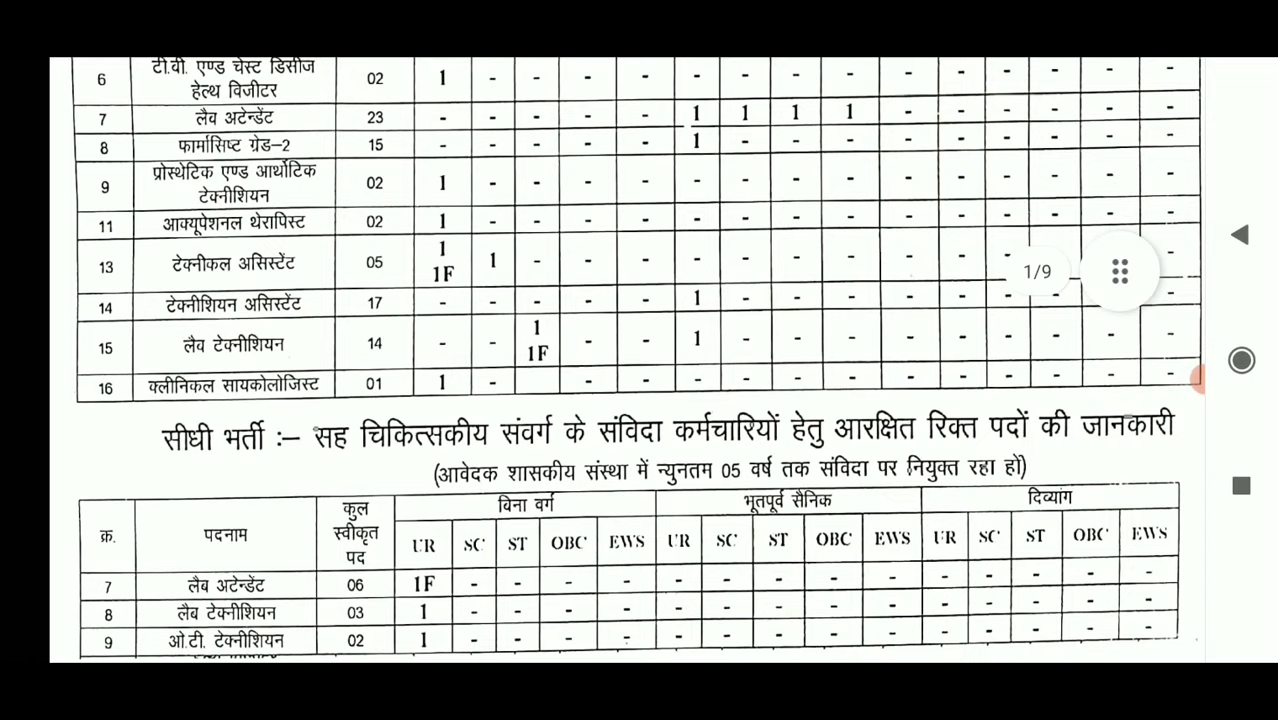 6 टी.वी. एण्ड चेस्ट डिसीज हेल्थ विजीटर 02 1 - - - - - - - - - - - - - -
7 लैव अटेन्डेंट 23 - - - - - 1 1 1 1 - - - - - -
8 फार्मासिष्ट ग्रेड-2 15 - - - - - 1 - - - - - - - - -
9 प्रोस्थेटिक एण्ड आर्थोटिक टेक्नीशियन 02 1 - - - - - - - - - - - - - -
11 आक्यूपेशनल थेरापिस्ट 02 1 - - - - - - - - - - - - - -
13 टेक्नीकल असिस्टेंट 05 1 1F 1 - - - - - - - - - - -
1/9
14 टेक्नीशियन असिस्टेंट 17 - - - - - 1 - - - - - - - - -
15 लैव टेक्नीशियन 14 - - 1 1F - - 1 - - - - - - - - -
16 क्लीनिकल सायकोलोजिस्ट 01 1 - - - - - - - - - - - - -
सीधी भर्ती :– सह चिकित्सकीय संवर्ग के संविदा कर्मचारियों हेतु आरक्षित रिक्त पदों की जानकारी
(आवेदक शासकीय संस्था में न्युनतम 05 वर्ष तक संविदा पर नियुक्त रहा हो)
क्र. पदनाम कुल स्वीकृत पद बिना वर्ग भूतपूर्व सैनिक दिव्यांग
UR SC ST OBC EWS UR SC ST OBC EWS UR SC ST OBC EWS
7 लैव अटेन्डेंट 06 1F - - - - - - - - - - - - - -
8 लैव टेक्नीशियन 03 1 - - - - - - - - - - - - - -
9 ओ.टी. टेक्नीशियन 02 1 - - - - - - - - - - - - - -